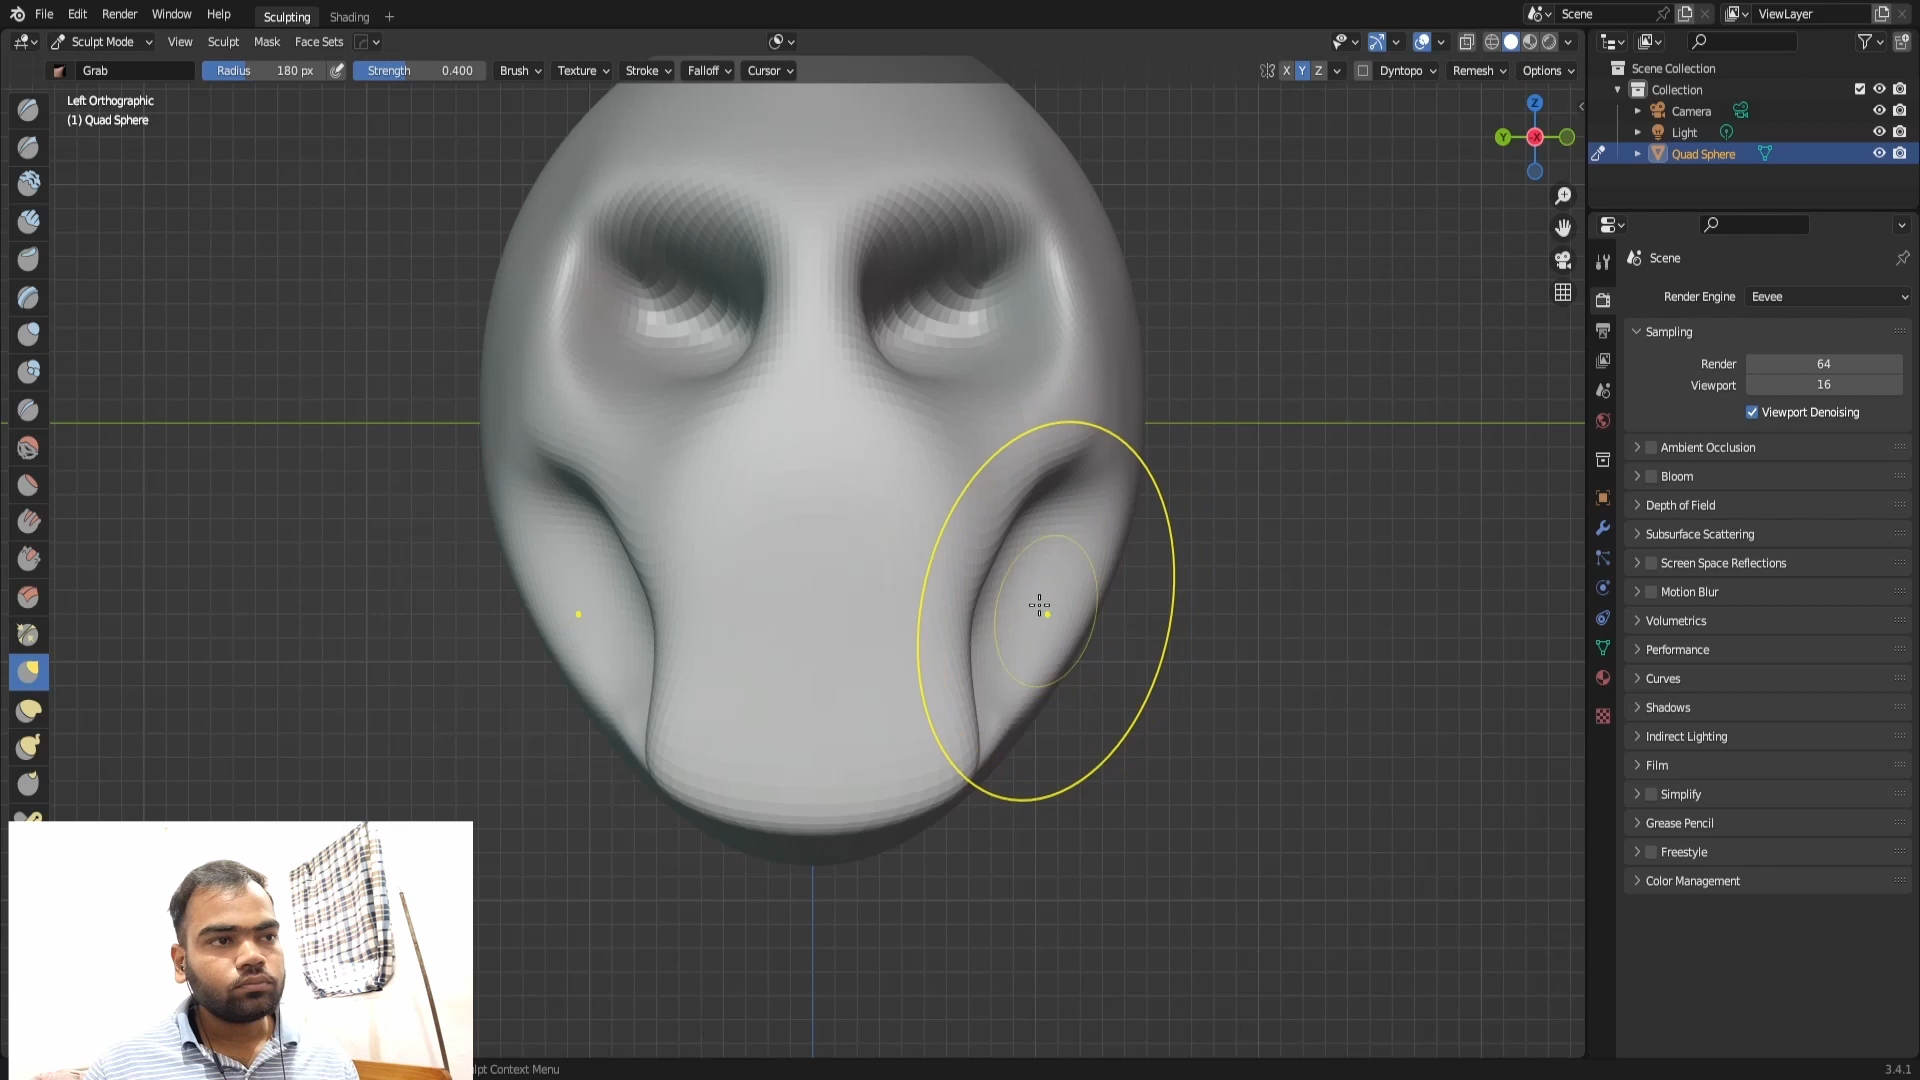 File Edit Render Window Help Sculpting Shading + Scene ViewLayer
Sculpt Mode View Sculpt Mask Face Sets
Grab Radius 180 px Strength 0.400 Brush Texture Stroke Falloff Cursor X Y Z Dyntopo Remesh Options
Left Orthographic
(1) Quad Sphere
Z
Y
X
Scene Collection
Collection
Camera
Light
Quad Sphere
Scene
Render Engine Eevee
Sampling
Render 64
Viewport 16
Viewport Denoising
Ambient Occlusion
Bloom
Depth of Field
Subsurface Scattering
Screen Space Reflections
Motion Blur
Volumetrics
Performance
Curves
Shadows
Indirect Lighting
Film
Simplify
Grease Pencil
Freestyle
Color Management
lpt Context Menu
3.4.1